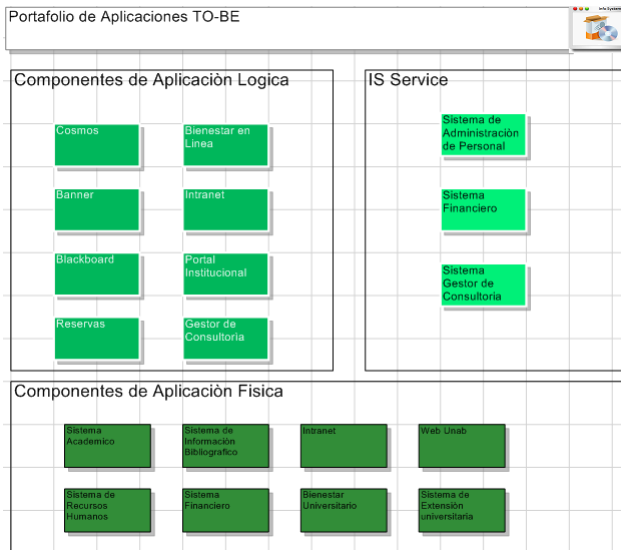 Portafolio de Aplicaciones TO-BE
Info Systems
Componentes de Aplicaciòn Logica
Cosmos
Bienestar en
Linea
Banner
Intranet
Blackboard
Portal
Institucional
Reservas
Gestor de
Consultoria
IS Service
Sistema de
Administraciòn
de Personal
Sistema
Financiero
Sistema
Gestor de
Consultoria
Componentes de Aplicaciòn Fisica
Sistema
Academico
Sistema de
Informaciòn
Bibliografico
Intranet
Web Unab
Sistema de
Recursos
Humanos
Sistema
Financiero
Bienestar
Universitario
Sistema de
Extensiòn
universitaria